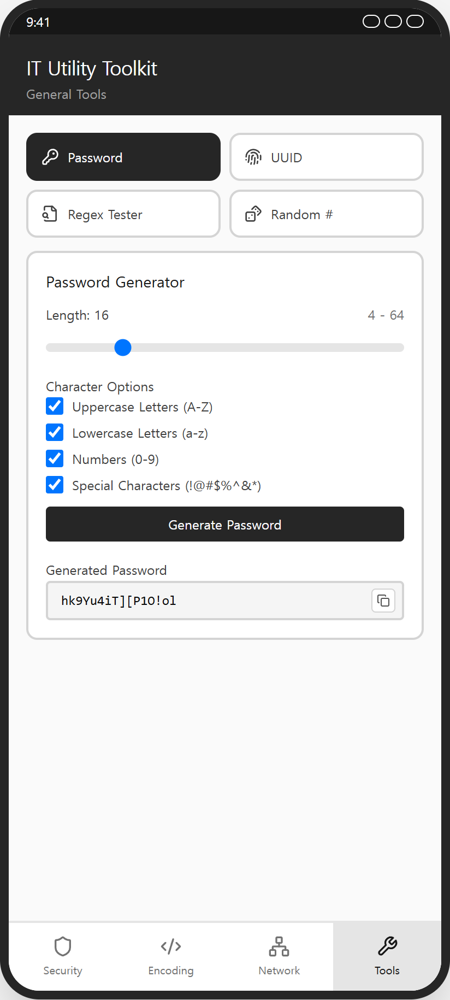 9:41
IT Utility Toolkit
General Tools
Password
UUID
Regex Tester
Random #
Password Generator
Length: 16
4 - 64
Character Options
Uppercase Letters (A-Z)
Lowercase Letters (a-z)
Numbers (0-9)
Special Characters (!@#$%^&*)
Generate Password
Generated Password
hk9Yu4iT][P1O!ol
Security
Encoding
Network
Tools